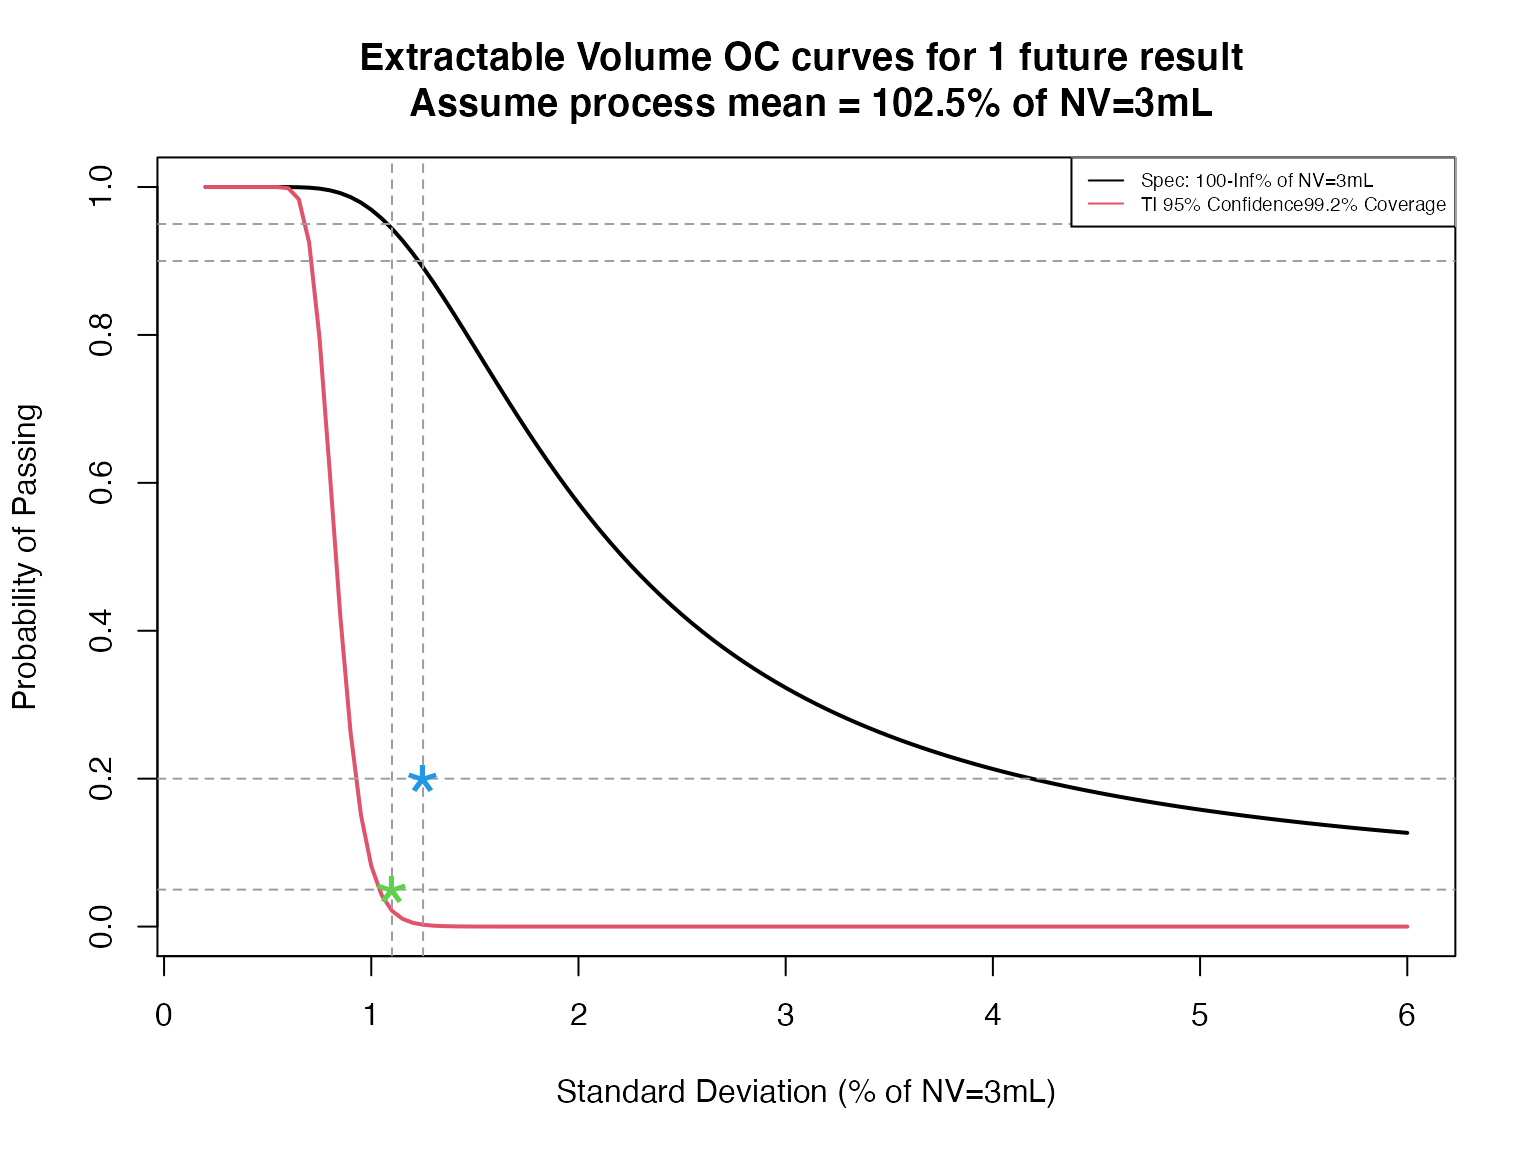 Extractable Volume OC curves for 1 future result
Assume process mean = 102.5% of NV=3mL
Spec: 100-Inf% of NV=3mL
TI 95% Confidence99.2% Coverage
Probability of Passing
1.0
0.8
0.6
0.4
0.2
0.0
0 1 2 3 4 5 6
Standard Deviation (% of NV=3mL)